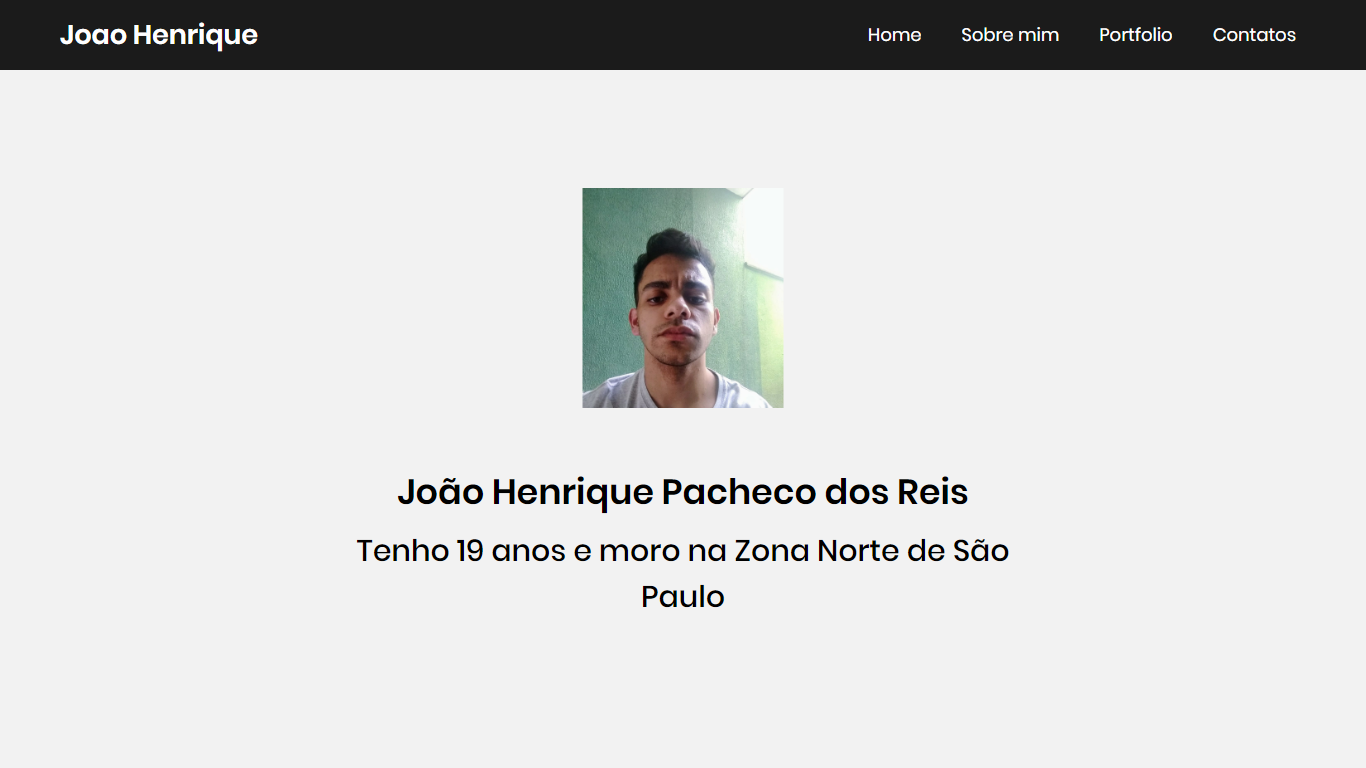 Joao Henrique
Home
Sobre mim
Portfolio
Contatos
João Henrique Pacheco dos Reis
Tenho 19 anos e moro na Zona Norte de São
Paulo